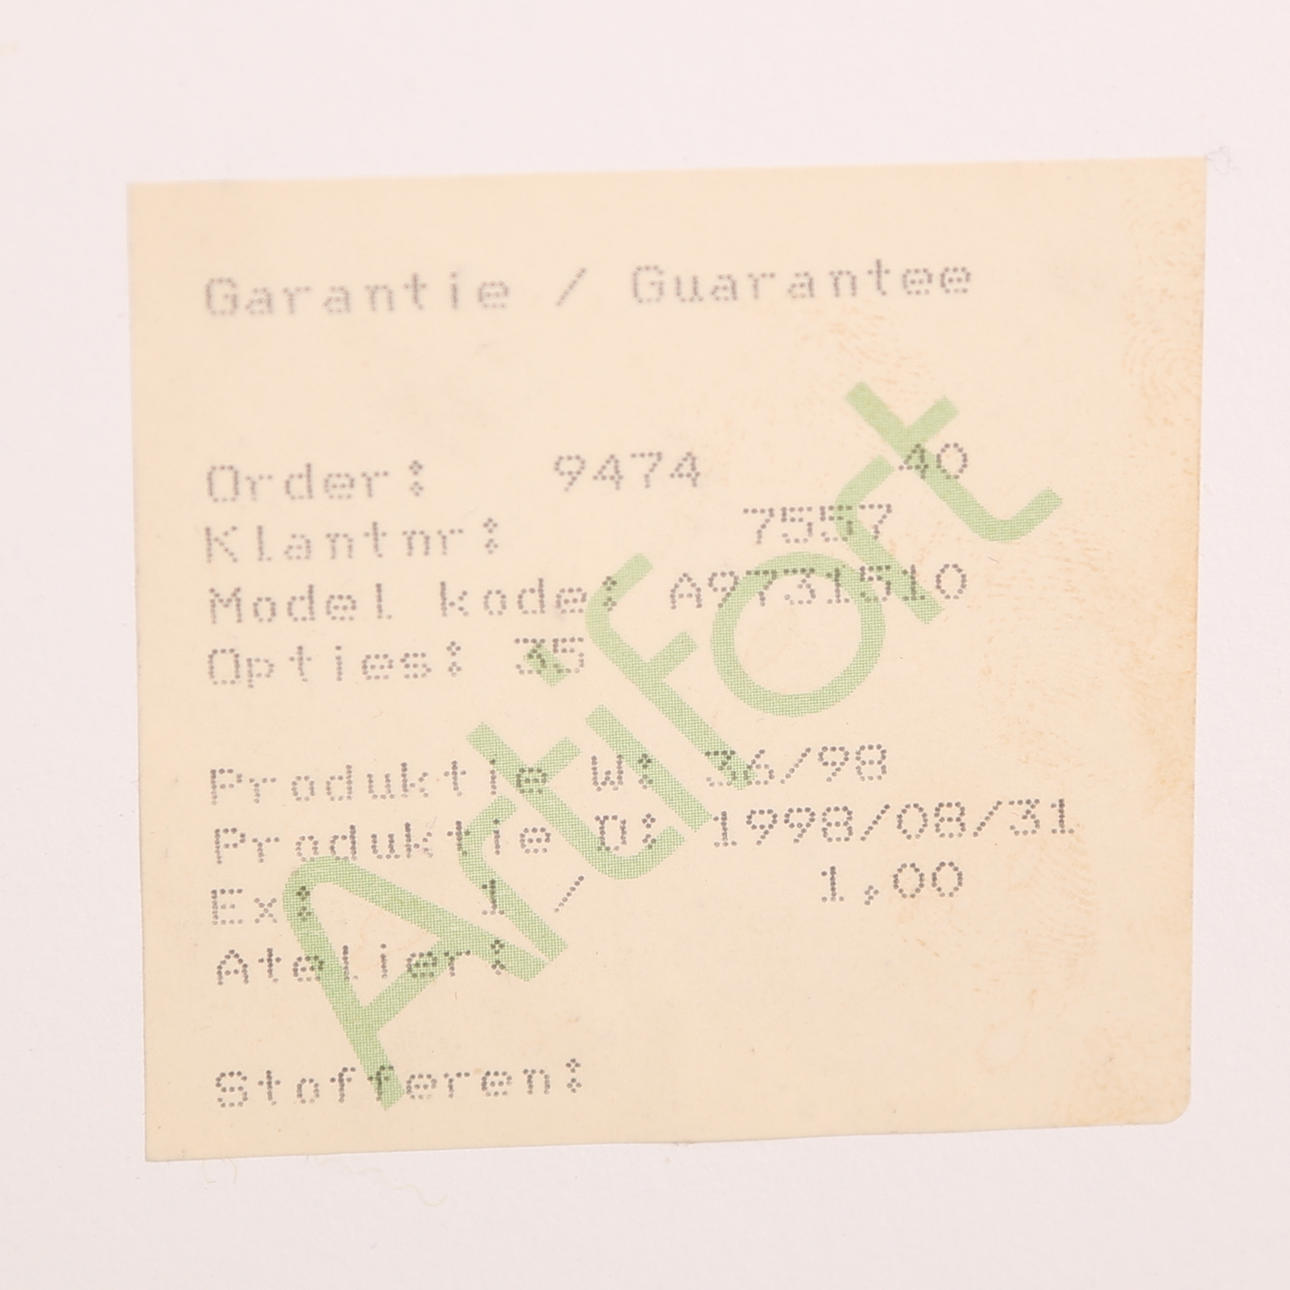 Garantie / Guarantee
Order: 9474 40
Klantnr: 7557
Model kode: A9731510
Opties: 35
Produktie W: 36/98
Produktie D: 1998/08/31
Ex: 1 / 1,00
Atelier:
Stofferen:
Artifort